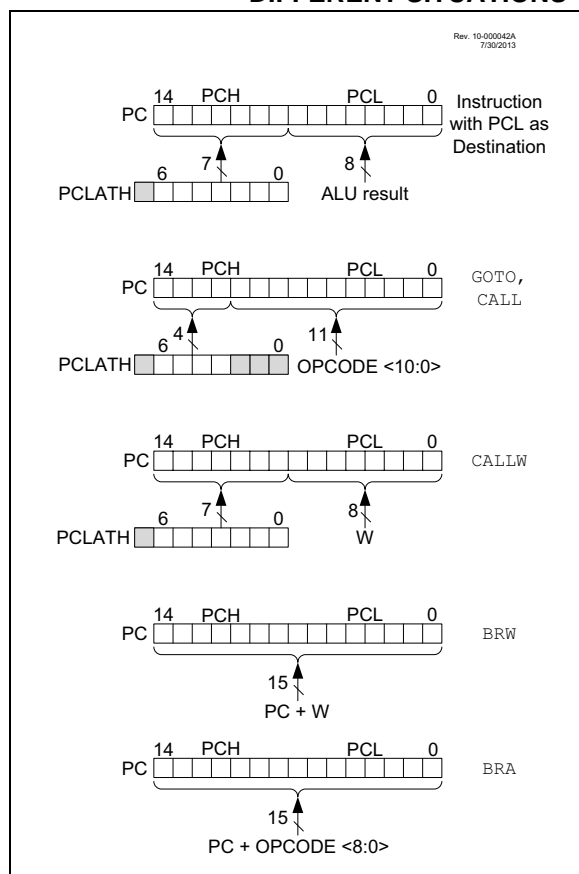 DIFFERENT SITUATIONS
Rev. 10-000042A
7/30/2013
14 PCH PCL 0
PC
Instruction
with PCL as
Destination
7 8
6 0
PCLATH
ALU result
14 PCH PCL 0
PC
GOTO,
CALL
4 11
6 0
PCLATH
OPCODE <10:0>
14 PCH PCL 0
PC
CALLW
7 8
6 0
PCLATH
W
14 PCH PCL 0
PC
BRW
15
PC + W
14 PCH PCL 0
PC
BRA
15
PC + OPCODE <8:0>